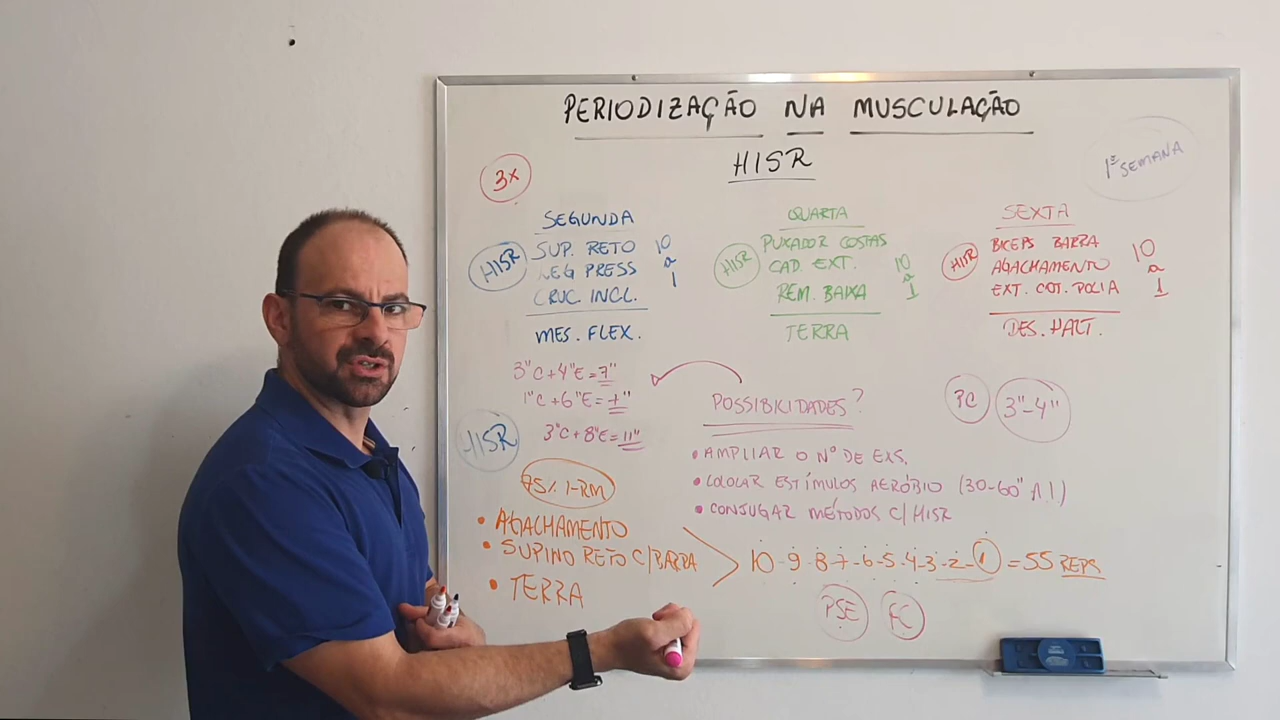 PERIODIZAÇÃO NA MUSCULAÇÃO
HISR
1ª SEMANA
3x
SEGUNDA
HISR
SUP. RETO
LEG PRESS
CRUC. INCL.
10
a
1
MES. FLEX.
QUARTA
HISR
PUXADOR COSTAS
CAD. EXT.
REM. BAIXA
10
a
1
TERRA
SEXTA
HISR
BICEPS BARRA
AGACHAMENTO
EXT. COT. POLIA
10
a
1
DES. HALT.
3"C + 4"E = 7"
1"C + 6"E = 7"
3"C + 8"E = 11"
HISR
POSSIBILIDADES?
• AMPLIAR O Nº DE EXS.
• COLOCAR ESTÍMULOS AERÓBIO (30-60" A.I)
• CONJUGAR MÉTODOS C/ HISR
3"-4"
75% 1-RM
• AGACHAMENTO
• SUPINO RETO C/ BARRA
• TERRA
10-9-8-7-6-5-4-3-2-1 = 55 REPS
PSE
FC